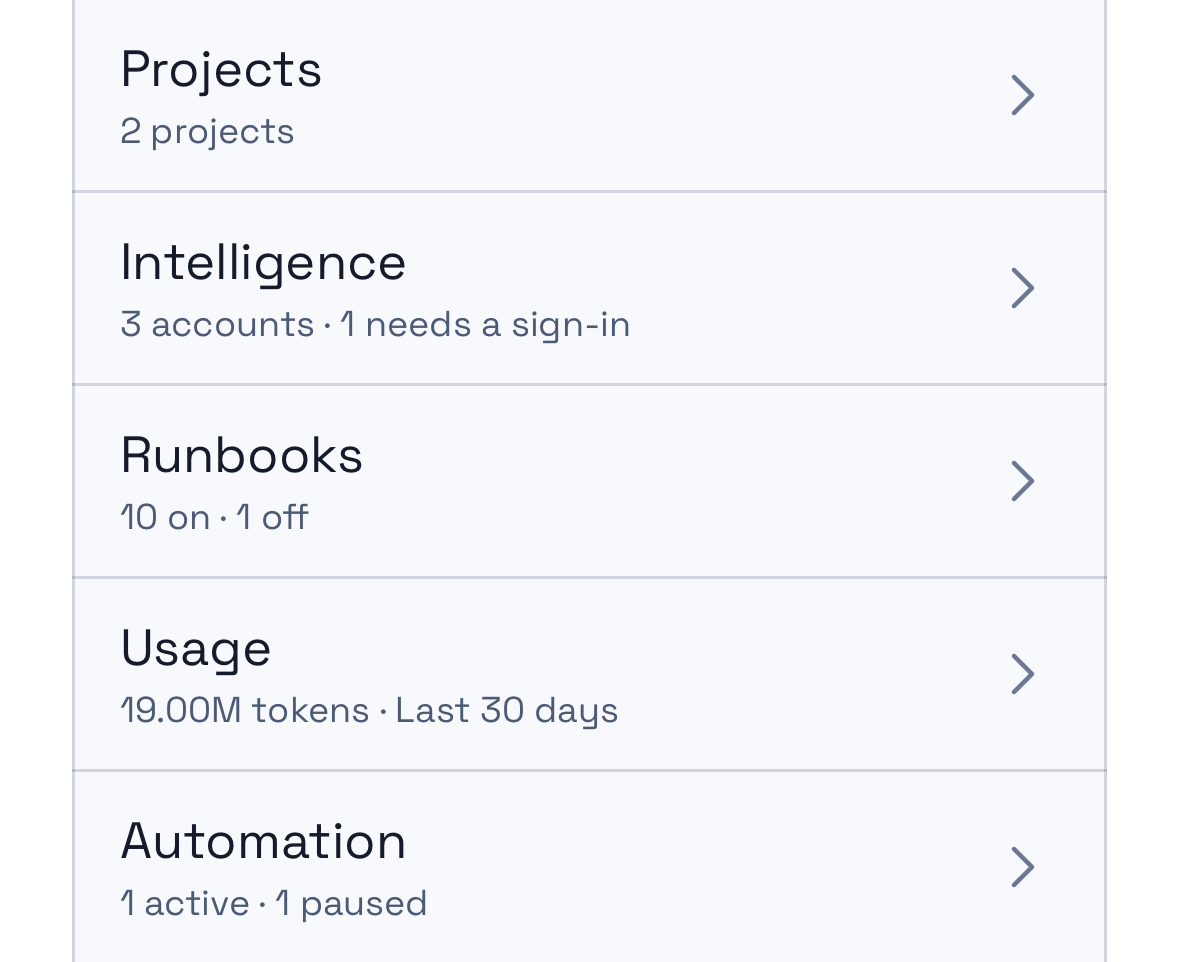 Projects
2 projects
Intelligence
3 accounts · 1 needs a sign-in
Runbooks
10 on · 1 off
Usage
19.00M tokens · Last 30 days
Automation
1 active · 1 paused